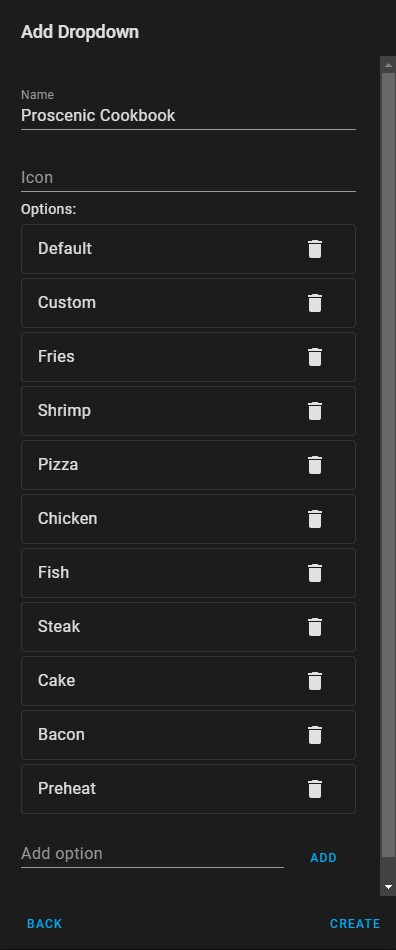 Add Dropdown
Name
Proscenic Cookbook
Icon
Options:
Default
Custom
Fries
Shrimp
Pizza
Chicken
Fish
Steak
Cake
Bacon
Preheat
Add option ADD
BACK CREATE